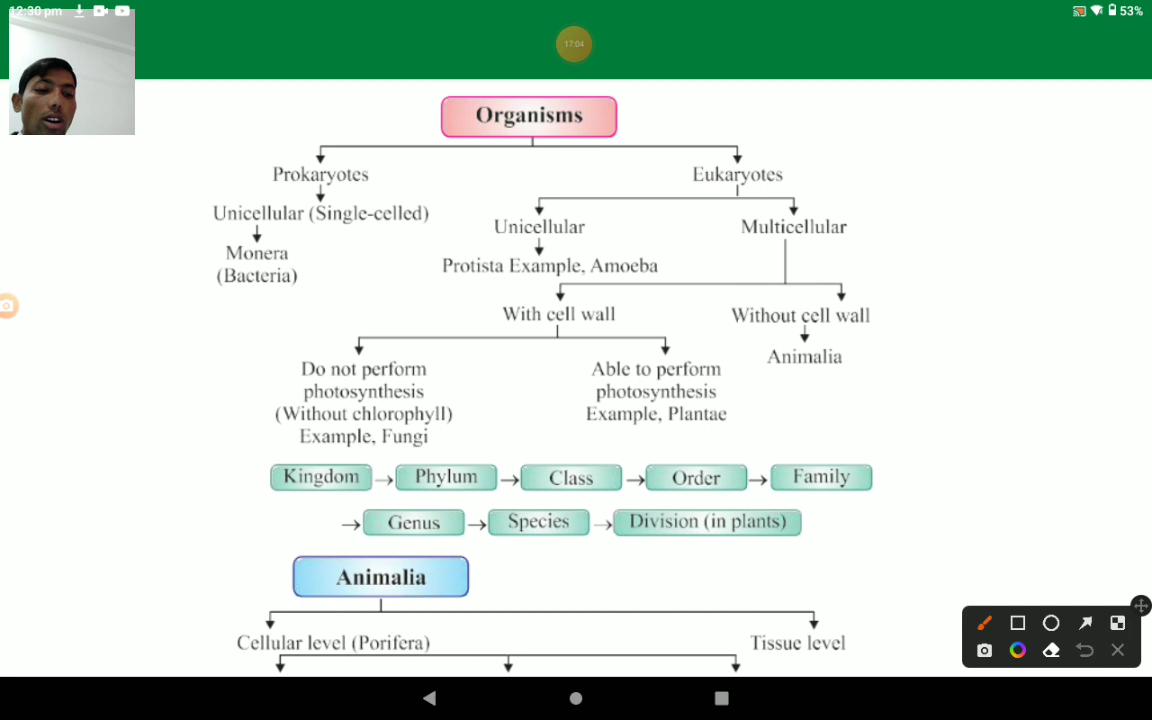 12:30 pm
53%
17:04
Organisms
Prokaryotes
Eukaryotes
Unicellular (Single-celled)
Unicellular
Multicellular
Monera
(Bacteria)
Protista Example, Amoeba
With cell wall
Without cell wall
Animalia
Do not perform
photosynthesis
(Without chlorophyll)
Example, Fungi
Able to perform
photosynthesis
Example, Plantae
Kingdom → Phylum → Class → Order → Family
→ Genus → Species → Division (in plants)
Animalia
Cellular level (Porifera)
Tissue level